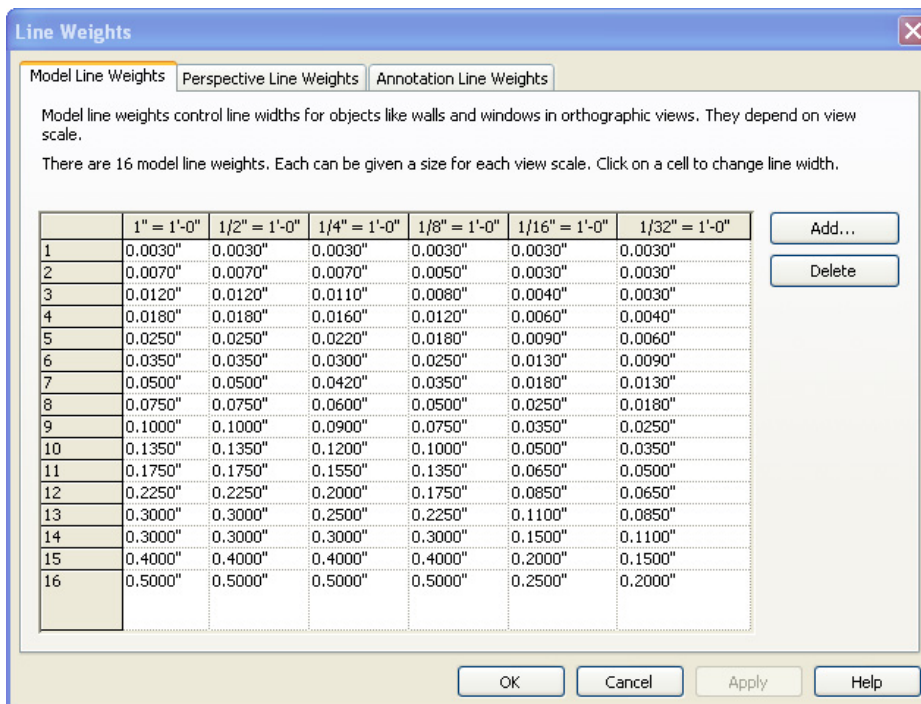 Line Weights
Model Line Weights Perspective Line Weights Annotation Line Weights
Model line weights control line widths for objects like walls and windows in orthographic views. They depend on view
scale.
There are 16 model line weights. Each can be given a size for each view scale. Click on a cell to change line width.
1" = 1'-0" 1/2" = 1'-0" 1/4" = 1'-0" 1/8" = 1'-0" 1/16" = 1'-0" 1/32" = 1'-0" Add...
1 0.0030" 0.0030" 0.0030" 0.0030" 0.0030" 0.0030"
2 0.0070" 0.0070" 0.0070" 0.0050" 0.0030" 0.0030" Delete
3 0.0120" 0.0120" 0.0110" 0.0080" 0.0040" 0.0030"
4 0.0180" 0.0180" 0.0160" 0.0120" 0.0060" 0.0040"
5 0.0250" 0.0250" 0.0220" 0.0180" 0.0090" 0.0060"
6 0.0350" 0.0350" 0.0300" 0.0250" 0.0130" 0.0090"
7 0.0500" 0.0500" 0.0420" 0.0350" 0.0180" 0.0130"
8 0.0750" 0.0750" 0.0600" 0.0500" 0.0250" 0.0180"
9 0.1000" 0.1000" 0.0900" 0.0750" 0.0350" 0.0250"
10 0.1350" 0.1350" 0.1200" 0.1000" 0.0500" 0.0350"
11 0.1750" 0.1750" 0.1550" 0.1350" 0.0650" 0.0500"
12 0.2250" 0.2250" 0.2000" 0.1750" 0.0850" 0.0650"
13 0.3000" 0.3000" 0.2500" 0.2250" 0.1100" 0.0850"
14 0.3000" 0.3000" 0.3000" 0.3000" 0.1500" 0.1100"
15 0.4000" 0.4000" 0.4000" 0.4000" 0.2000" 0.1500"
16 0.5000" 0.5000" 0.5000" 0.5000" 0.2500" 0.2000"
OK Cancel Apply Help